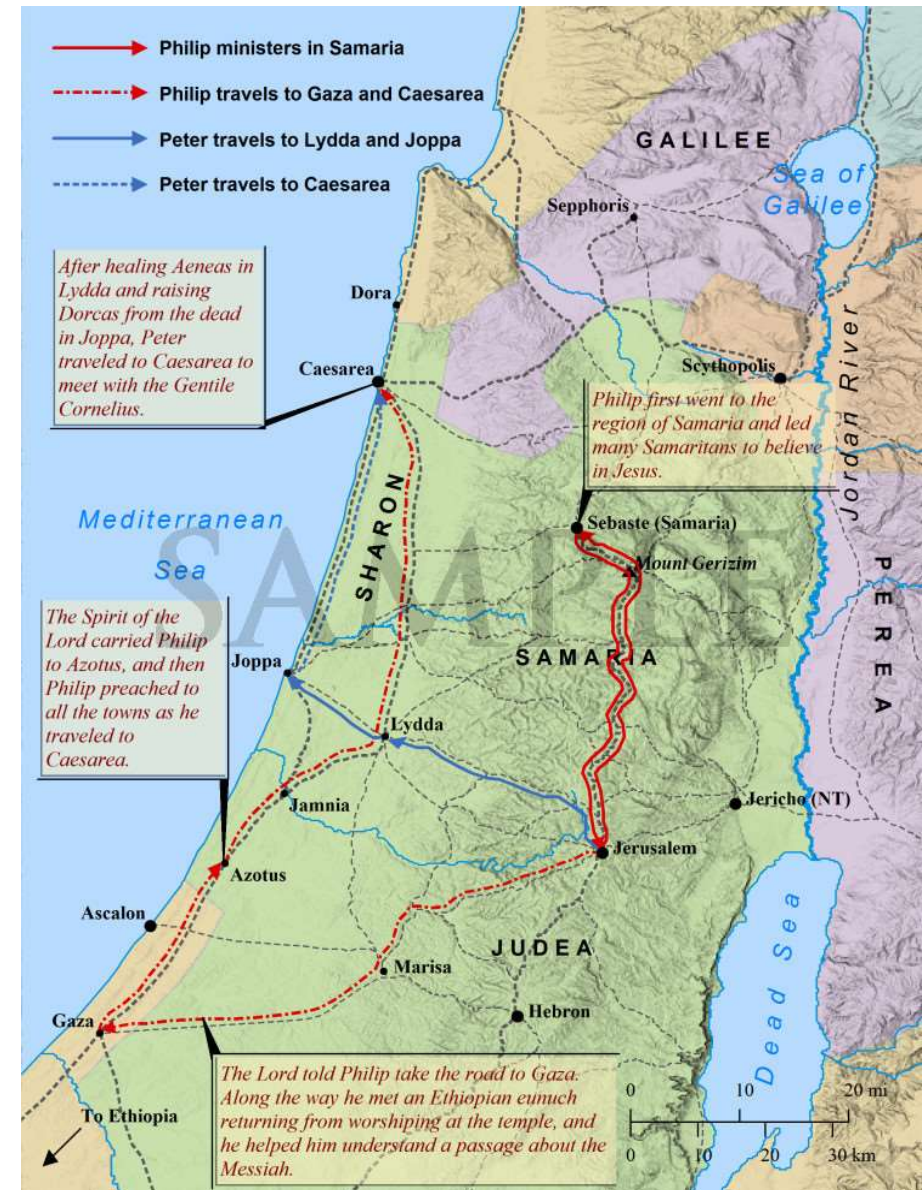 Philip ministers in Samaria
Philip travels to Gaza and Caesarea
Peter travels to Lydda and Joppa
Peter travels to Caesarea
GALILEE
Sea of
Galilee
Sepphoris
After healing Aeneas in
Lydda and raising
Dorcas from the dead
in Joppa, Peter
traveled to Caesarea to
meet with the Gentile
Cornelius.
Dora
Caesarea
Scythopolis
Jordan River
Philip first went to the
region of Samaria and led
many Samaritans to believe
in Jesus.
Mediterranean
Sea
SHARON
Sebaste (Samaria)
Mount Gerizim
PEREA
SAMPLE
The Spirit of the
Lord carried Philip
to Azotus, and then
Philip preached to
all the towns as he
traveled to
Caesarea.
Joppa
SAMARIA
Lydda
Jamnia
Jericho (NT)
Jerusalem
Azotus
Ascalon
JUDEA
Marisa
Dead Sea
Gaza
Hebron
The Lord told Philip take the road to Gaza.
Along the way he met an Ethiopian eunuch
returning from worshiping at the temple, and
he helped him understand a passage about the
Messiah.
To Ethiopia
0 10 20 mi
0 10 20 30 km